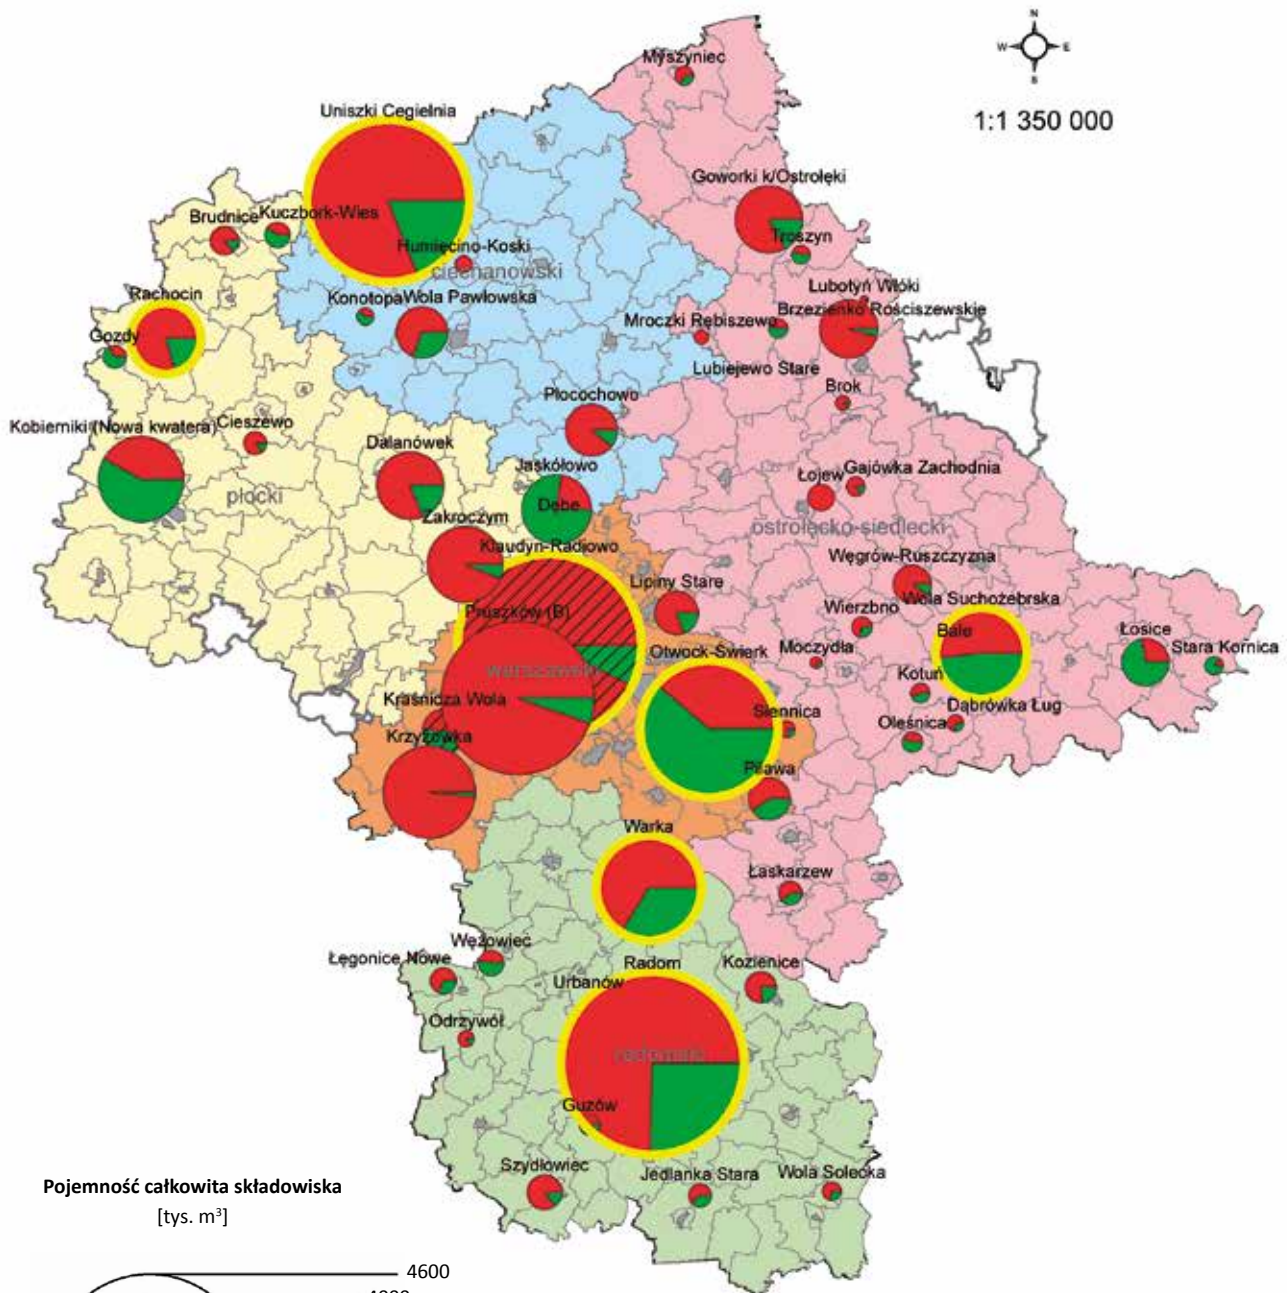 N
W E
S
1:1 350 000
Myszyniec
Uniszki Cegielnia
Goworki k/Ostrołęki
Brudnice
Kuczbork-Wies
Troszyn
Humięcino-Koski
ciechanowski
Lubotyń Włóki
Rachocin
Konotopa
Wola Pawłowska
Brzezienko Rościszewskie
Mroczki Rębiszewo
Gozdy
Lubiejewo Stare
Brok
Płocochowo
Kobierniki (Nowa kwatera)
Cieszewo
Dalanówek
Jaskółowo
Gajówka Zachodnia
Łojew
płocki
Dębe
Zakroczym
ostrołęcko-siedlecki
Klaudyn-Radiowo
Węgrów-Ruszczyzna
Lipiny Stare
Wola Suchożebrska
Pruszków (B)
Wierzbno
Bale
Łosice
Otwock-Świerk
Moczydła
Stara Kornica
warszawski
Kotuń
Kraśnicza Wola
Dąbrówka Ług
Siennica
Oleśnica
Krzyżówka
Pilawa
Warka
Łaskarzew
Wężowiec
Łęgonice Nowe
Radom
Kozienice
Urbanów
Odrzywół
radomski
Guzów
Szydłowiec
Jedlanka Stara
Wola Solecka
Pojemność całkowita składowiska
[tys. m³]
4600